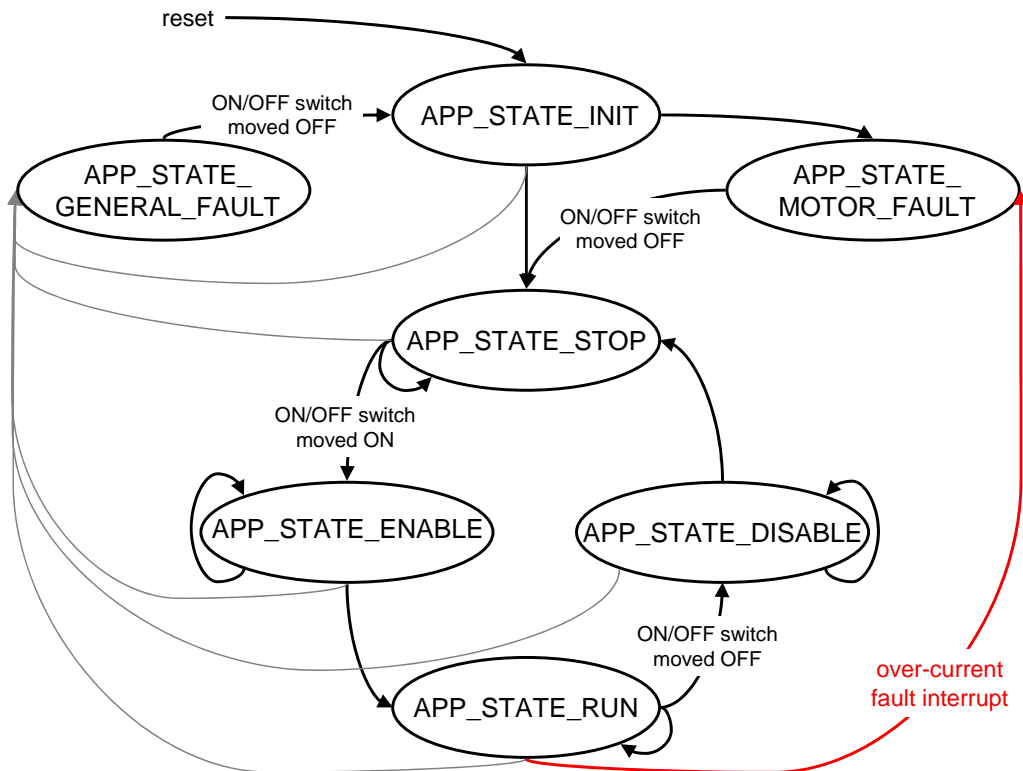 reset
ON/OFF switch
moved OFF
APP_STATE_INIT
APP_STATE_
GENERAL_FAULT
APP_STATE_
MOTOR_FAULT
ON/OFF switch
moved OFF
APP_STATE_STOP
ON/OFF switch
moved ON
APP_STATE_ENABLE
APP_STATE_DISABLE
ON/OFF switch
moved OFF
over-current
fault interrupt
APP_STATE_RUN